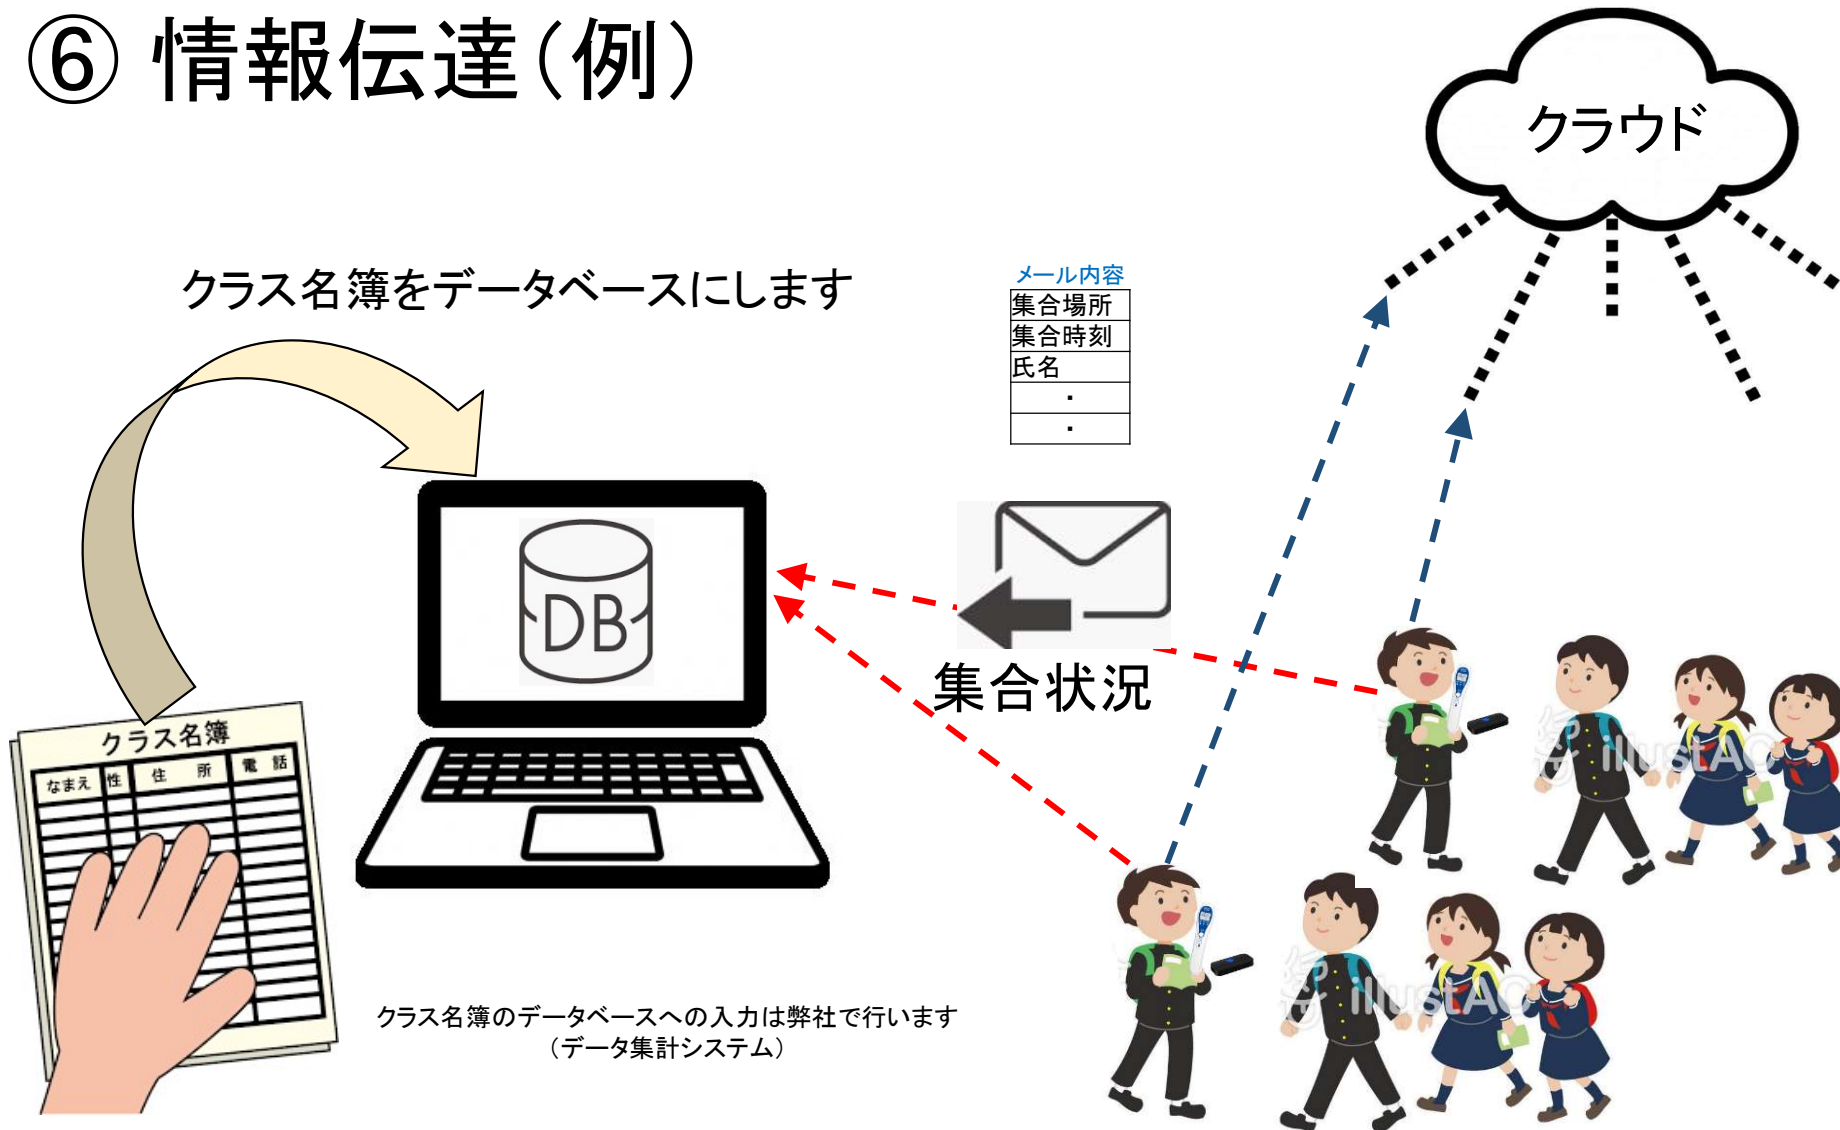 ⑥ 情報伝達（例）
クラウド
クラス名簿をデータベースにします
メール内容
集合場所
集合時刻
氏名
・
・
DB
集合状況
クラス名簿
なまえ 性 住 所 電 話
illustAC
illustAC
クラス名簿のデータベースへの入力は弊社で行います
（データ集計システム）